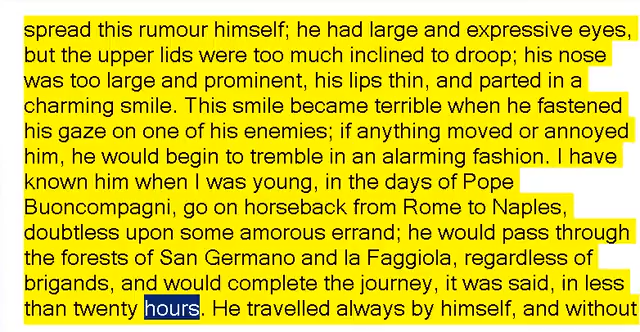 spread this rumour himself; he had large and expressive eyes,
but the upper lids were too much inclined to droop; his nose
was too large and prominent, his lips thin, and parted in a
charming smile. This smile became terrible when he fastened
his gaze on one of his enemies; if anything moved or annoyed
him, he would begin to tremble in an alarming fashion. I have
known him when I was young, in the days of Pope
Buoncompagni, go on horseback from Rome to Naples,
doubtless upon some amorous errand; he would pass through
the forests of San Germano and la Faggiola, regardless of
brigands, and would complete the journey, it was said, in less
than twenty hours. He travelled always by himself, and without